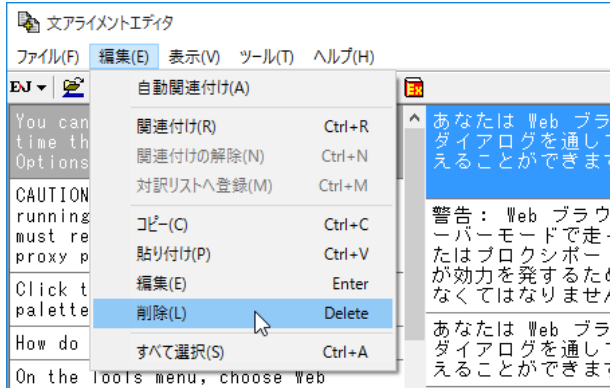 文アライメントエディタ
ファイル(F) 編集(E) 表示(V) ツール(T) ヘルプ(H)
EJ
自動関連付け(A)
関連付け(R) Ctrl+R
関連付けの解除(N) Ctrl+N
対訳リストへ登録(M) Ctrl+M
コピー(C) Ctrl+C
貼り付け(P) Ctrl+V
編集(E) Enter
削除(L) Delete
すべて選択(S) Ctrl+A
You can
time th
Options
CAUTION
running
must re
proxy p
Click t
palette
How do
On the Tools menu, choose Web
あなたは Web ブラ
ダイアログを通し
えることができま
警告: Web ブラウ
ーバーモードで走
たはプロクシポー
が効力を発するため
なくてはなりません
あなたは Web ブラ
ダイアログを通し
えることができま